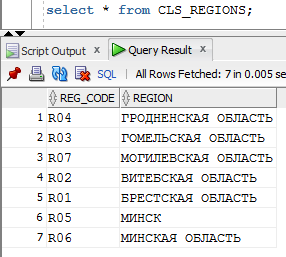 select * from CLS_REGIONS;
Script Output x Query Result x
SQL | All Rows Fetched: 7 in 0.005 se
REG_CODE REGION
1 R04 ГРОДНЕНСКАЯ ОБЛАСТЬ
2 R03 ГОМЕЛЬСКАЯ ОБЛАСТЬ
3 R07 МОГИЛЕВСКАЯ ОБЛАСТЬ
4 R02 ВИТЕБСКАЯ ОБЛАСТЬ
5 R01 БРЕСТСКАЯ ОБЛАСТЬ
6 R05 МИНСК
7 R06 МИНСКАЯ ОБЛАСТЬ